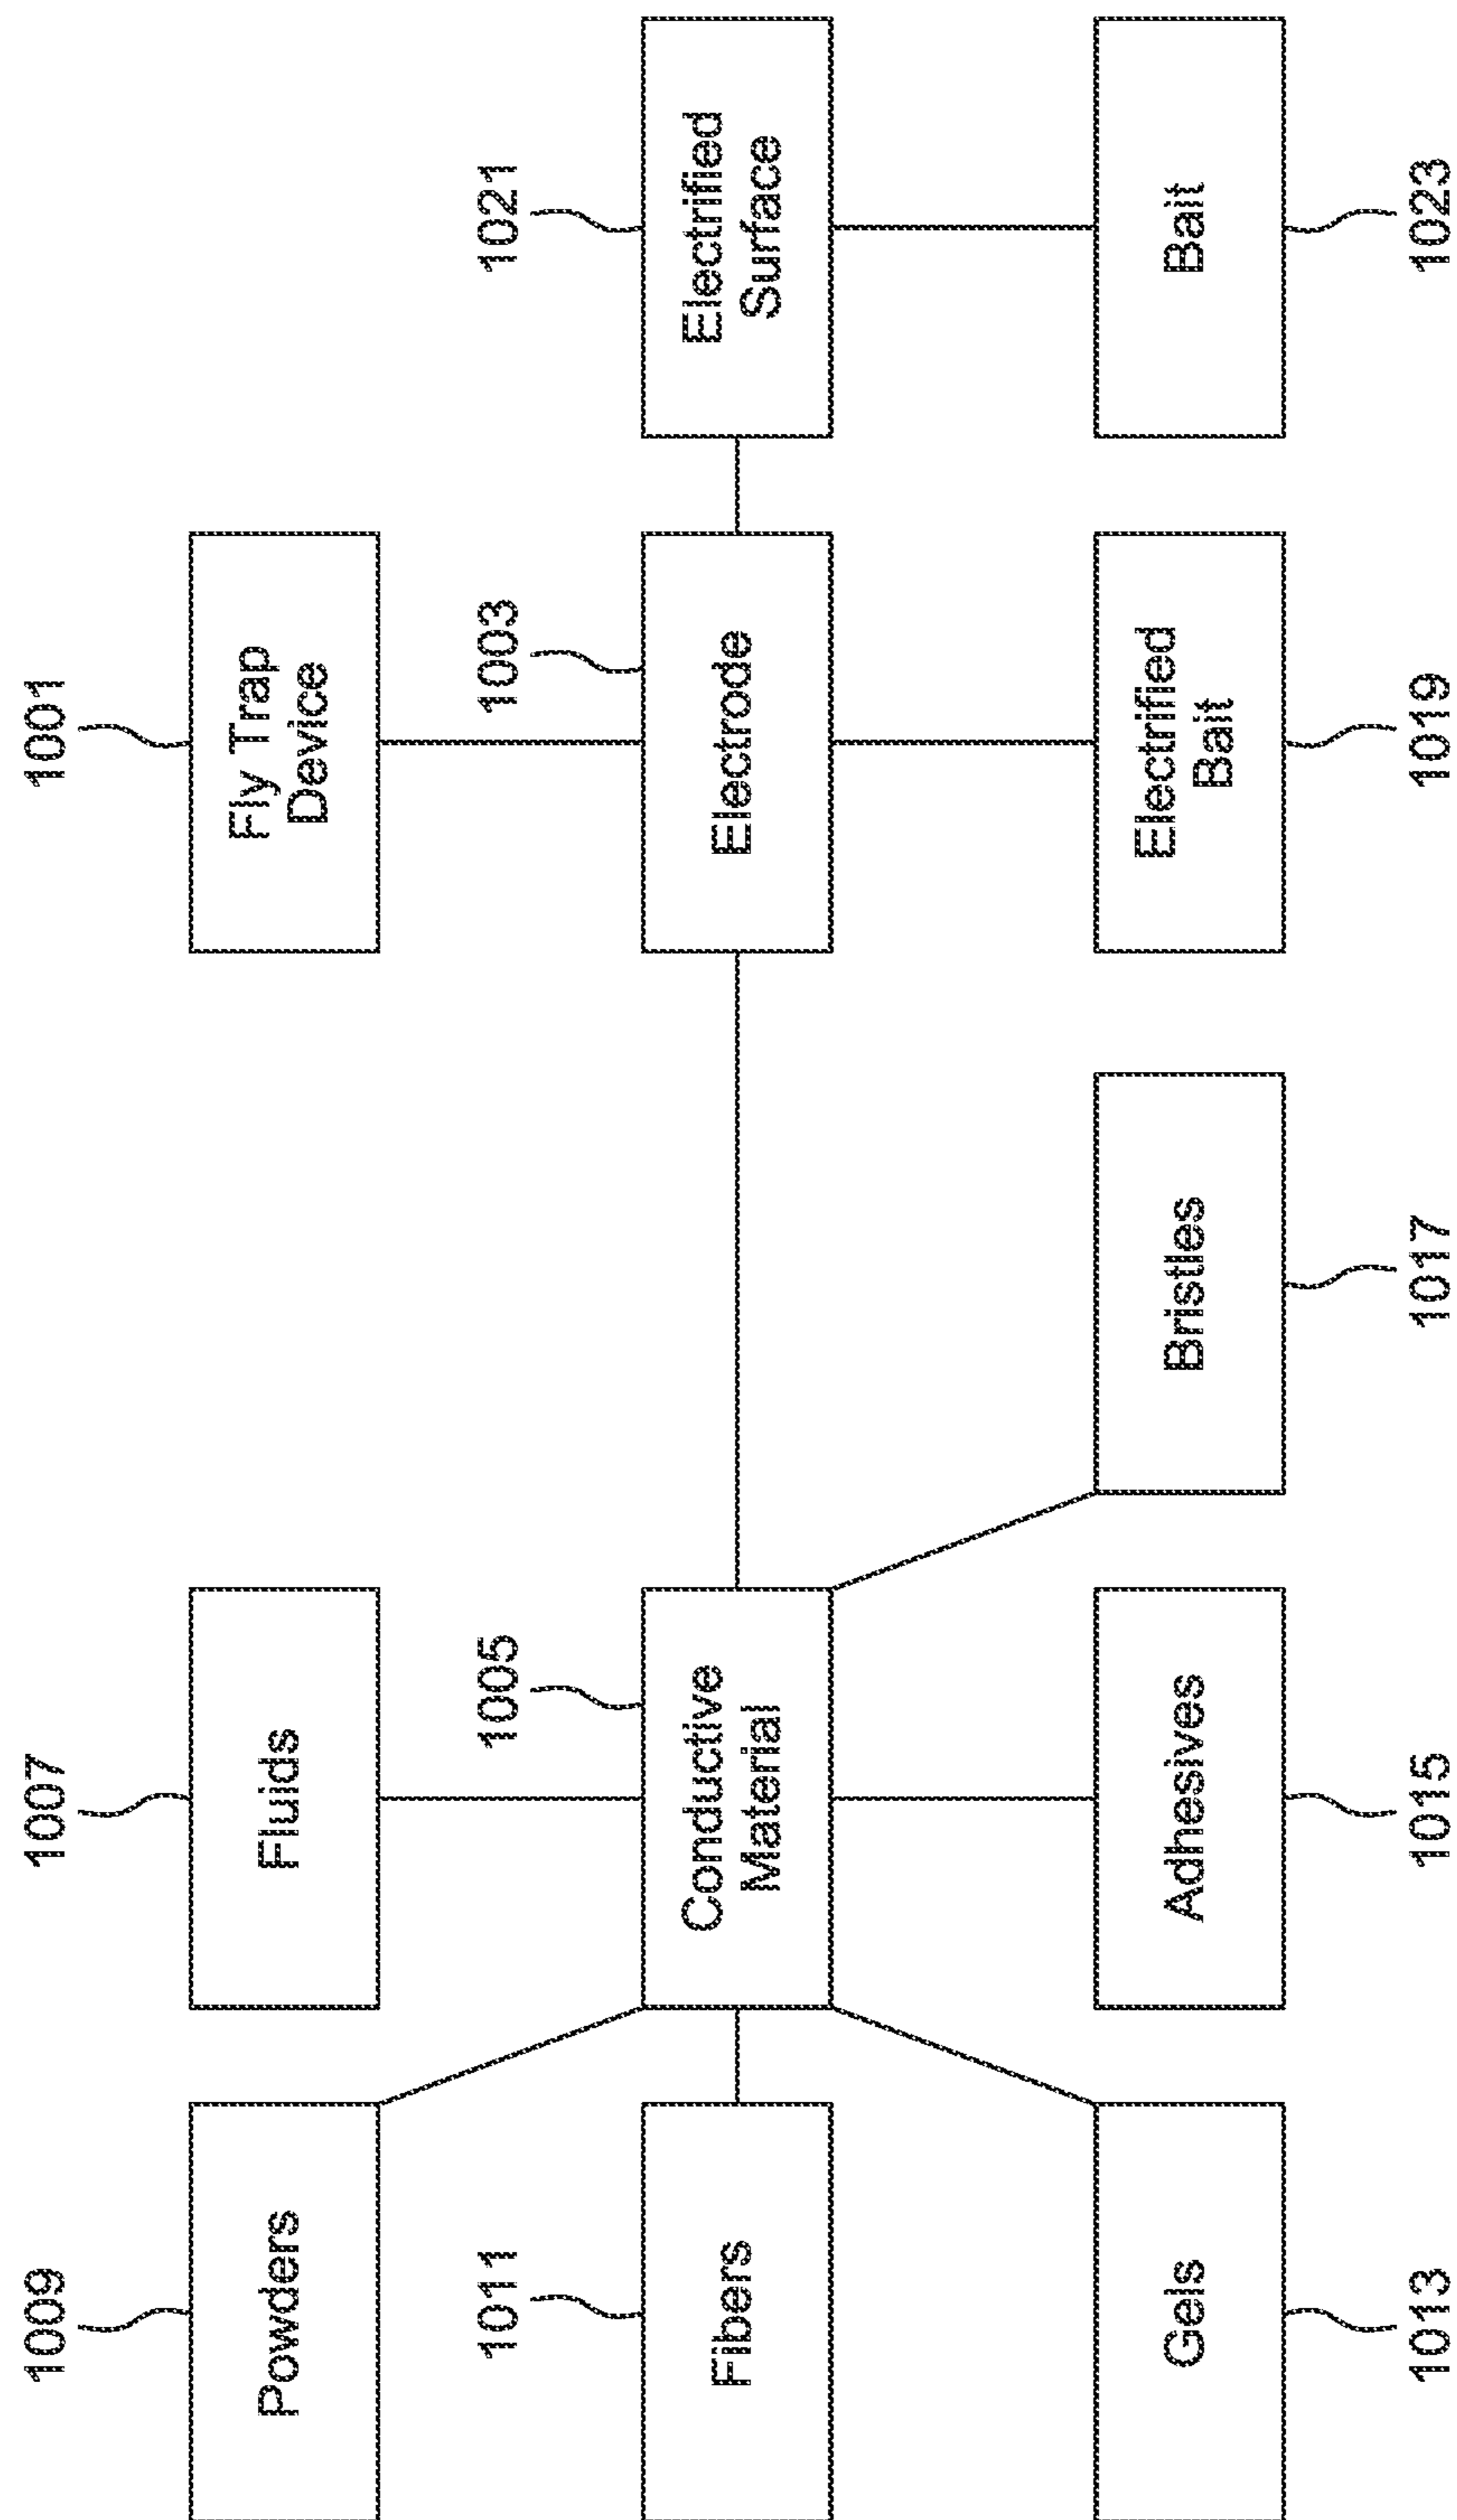 1009
1007
1001
Powders
Fluids
Fly Trap
Device
1011
1005
1003
1021
Fibers
Conductive
Material
Electrode
Electrified
Surface
Gels
Adhesives
Bristles
Electrified
Bait
Bait
1013
1015
1017
1019
1023